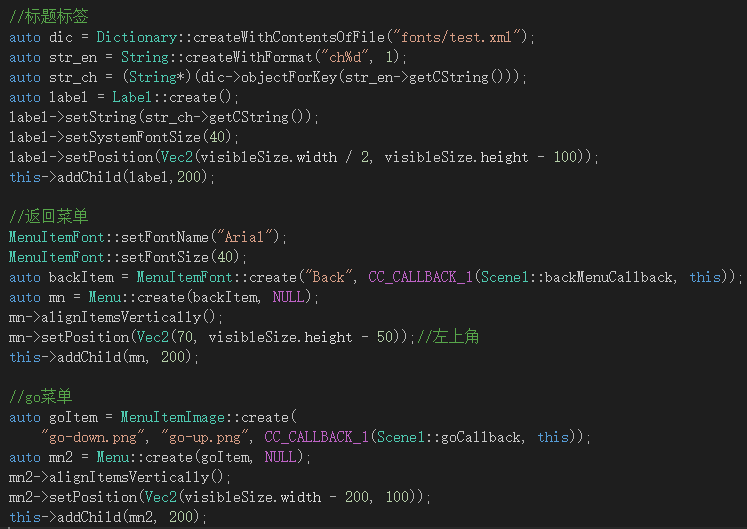 //标题标签
auto dic = Dictionary::createWithContentsOfFile("fonts/test.xml");
auto str_en = String::createWithFormat("ch%d", 1);
auto str_ch = (String*)(dic->objectForKey(str_en->getCString()));
auto label = Label::create();
label->setString(str_ch->getCString());
label->setSystemFontSize(40);
label->setPosition(Vec2(visibleSize.width / 2, visibleSize.height - 100));
this->addChild(label,200);

//返回菜单
MenuItemFont::setFontName("Arial");
MenuItemFont::setFontSize(40);
auto backItem = MenuItemFont::create("Back", CC_CALLBACK_1(Scene1::backMenuCallback, this));
auto mn = Menu::create(backItem, NULL);
mn->alignItemsVertically();
mn->setPosition(Vec2(70, visibleSize.height - 50));//左上角
this->addChild(mn, 200);

//go菜单
auto goItem = MenuItemImage::create(
    "go-down.png", "go-up.png", CC_CALLBACK_1(Scene1::goCallback, this));
auto mn2 = Menu::create(goItem, NULL);
mn2->alignItemsVertically();
mn2->setPosition(Vec2(visibleSize.width - 200, 100));
this->addChild(mn2, 200);